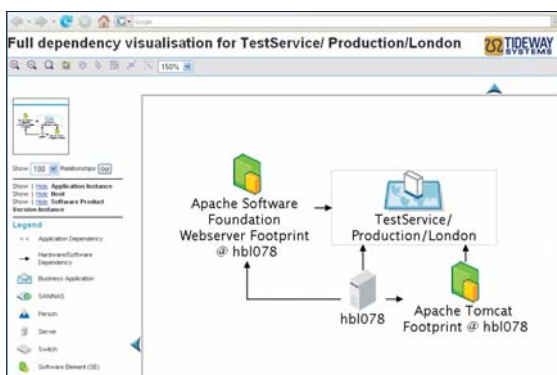 Google
Full dependency visualisation for TestService/ Production/London
TIDEWAY
SYSTEMS
150%
Show 100 Relationships Go
Show | Hide Application Instance
Show | Hide Host
Show | Hide Software Product
Version Instance
Legend
Application Dependency
Hardware/Software
Dependency
Business Application
SAN/NAS
Person
Server
Switch
Software Element (SE)
Apache Software
Foundation
Webserver Footprint
@ hbl078
TestService/
Production/London
hbl078
Apache Tomcat
Footprint @ hbl078